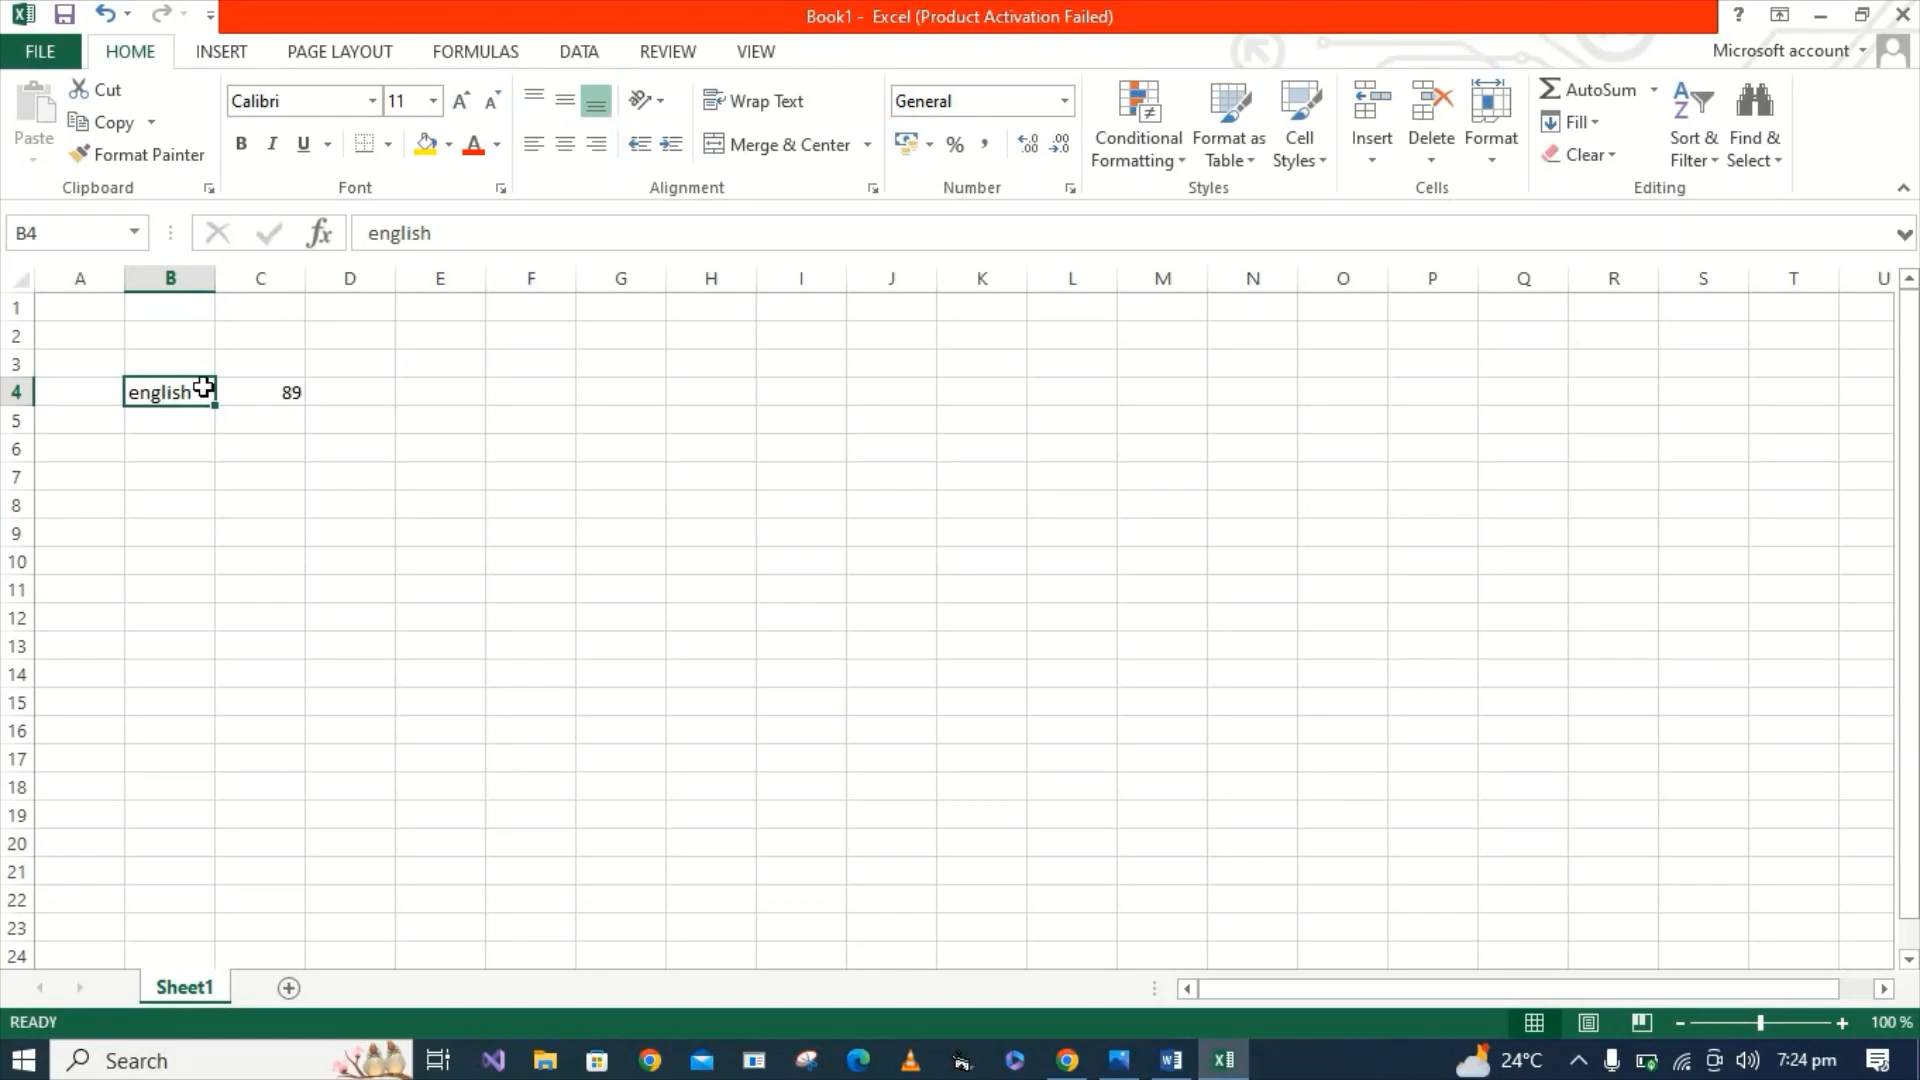 Book1 - Excel (Product Activation Failed)
?
FILE HOME INSERT PAGE LAYOUT FORMULAS DATA REVIEW VIEW
Microsoft account
Paste
Cut
Copy
Format Painter
Clipboard
Calibri 11
B I U
Font
Wrap Text
Merge & Center
Alignment
General
%
Number
Conditional Formatting
Format as Table
Cell Styles
Styles
Insert
Delete
Format
Cells
AutoSum
Fill
Clear
Sort & Filter
Find & Select
Editing
B4 fx english
A B C D E F G H I J K L M N O P Q R S T U
1
2
3
4 english 89
5
6
7
8
9
10
11
12
13
14
15
16
17
18
19
20
21
22
23
24
Sheet1
READY
100 %
Search
24°C
7:24 pm